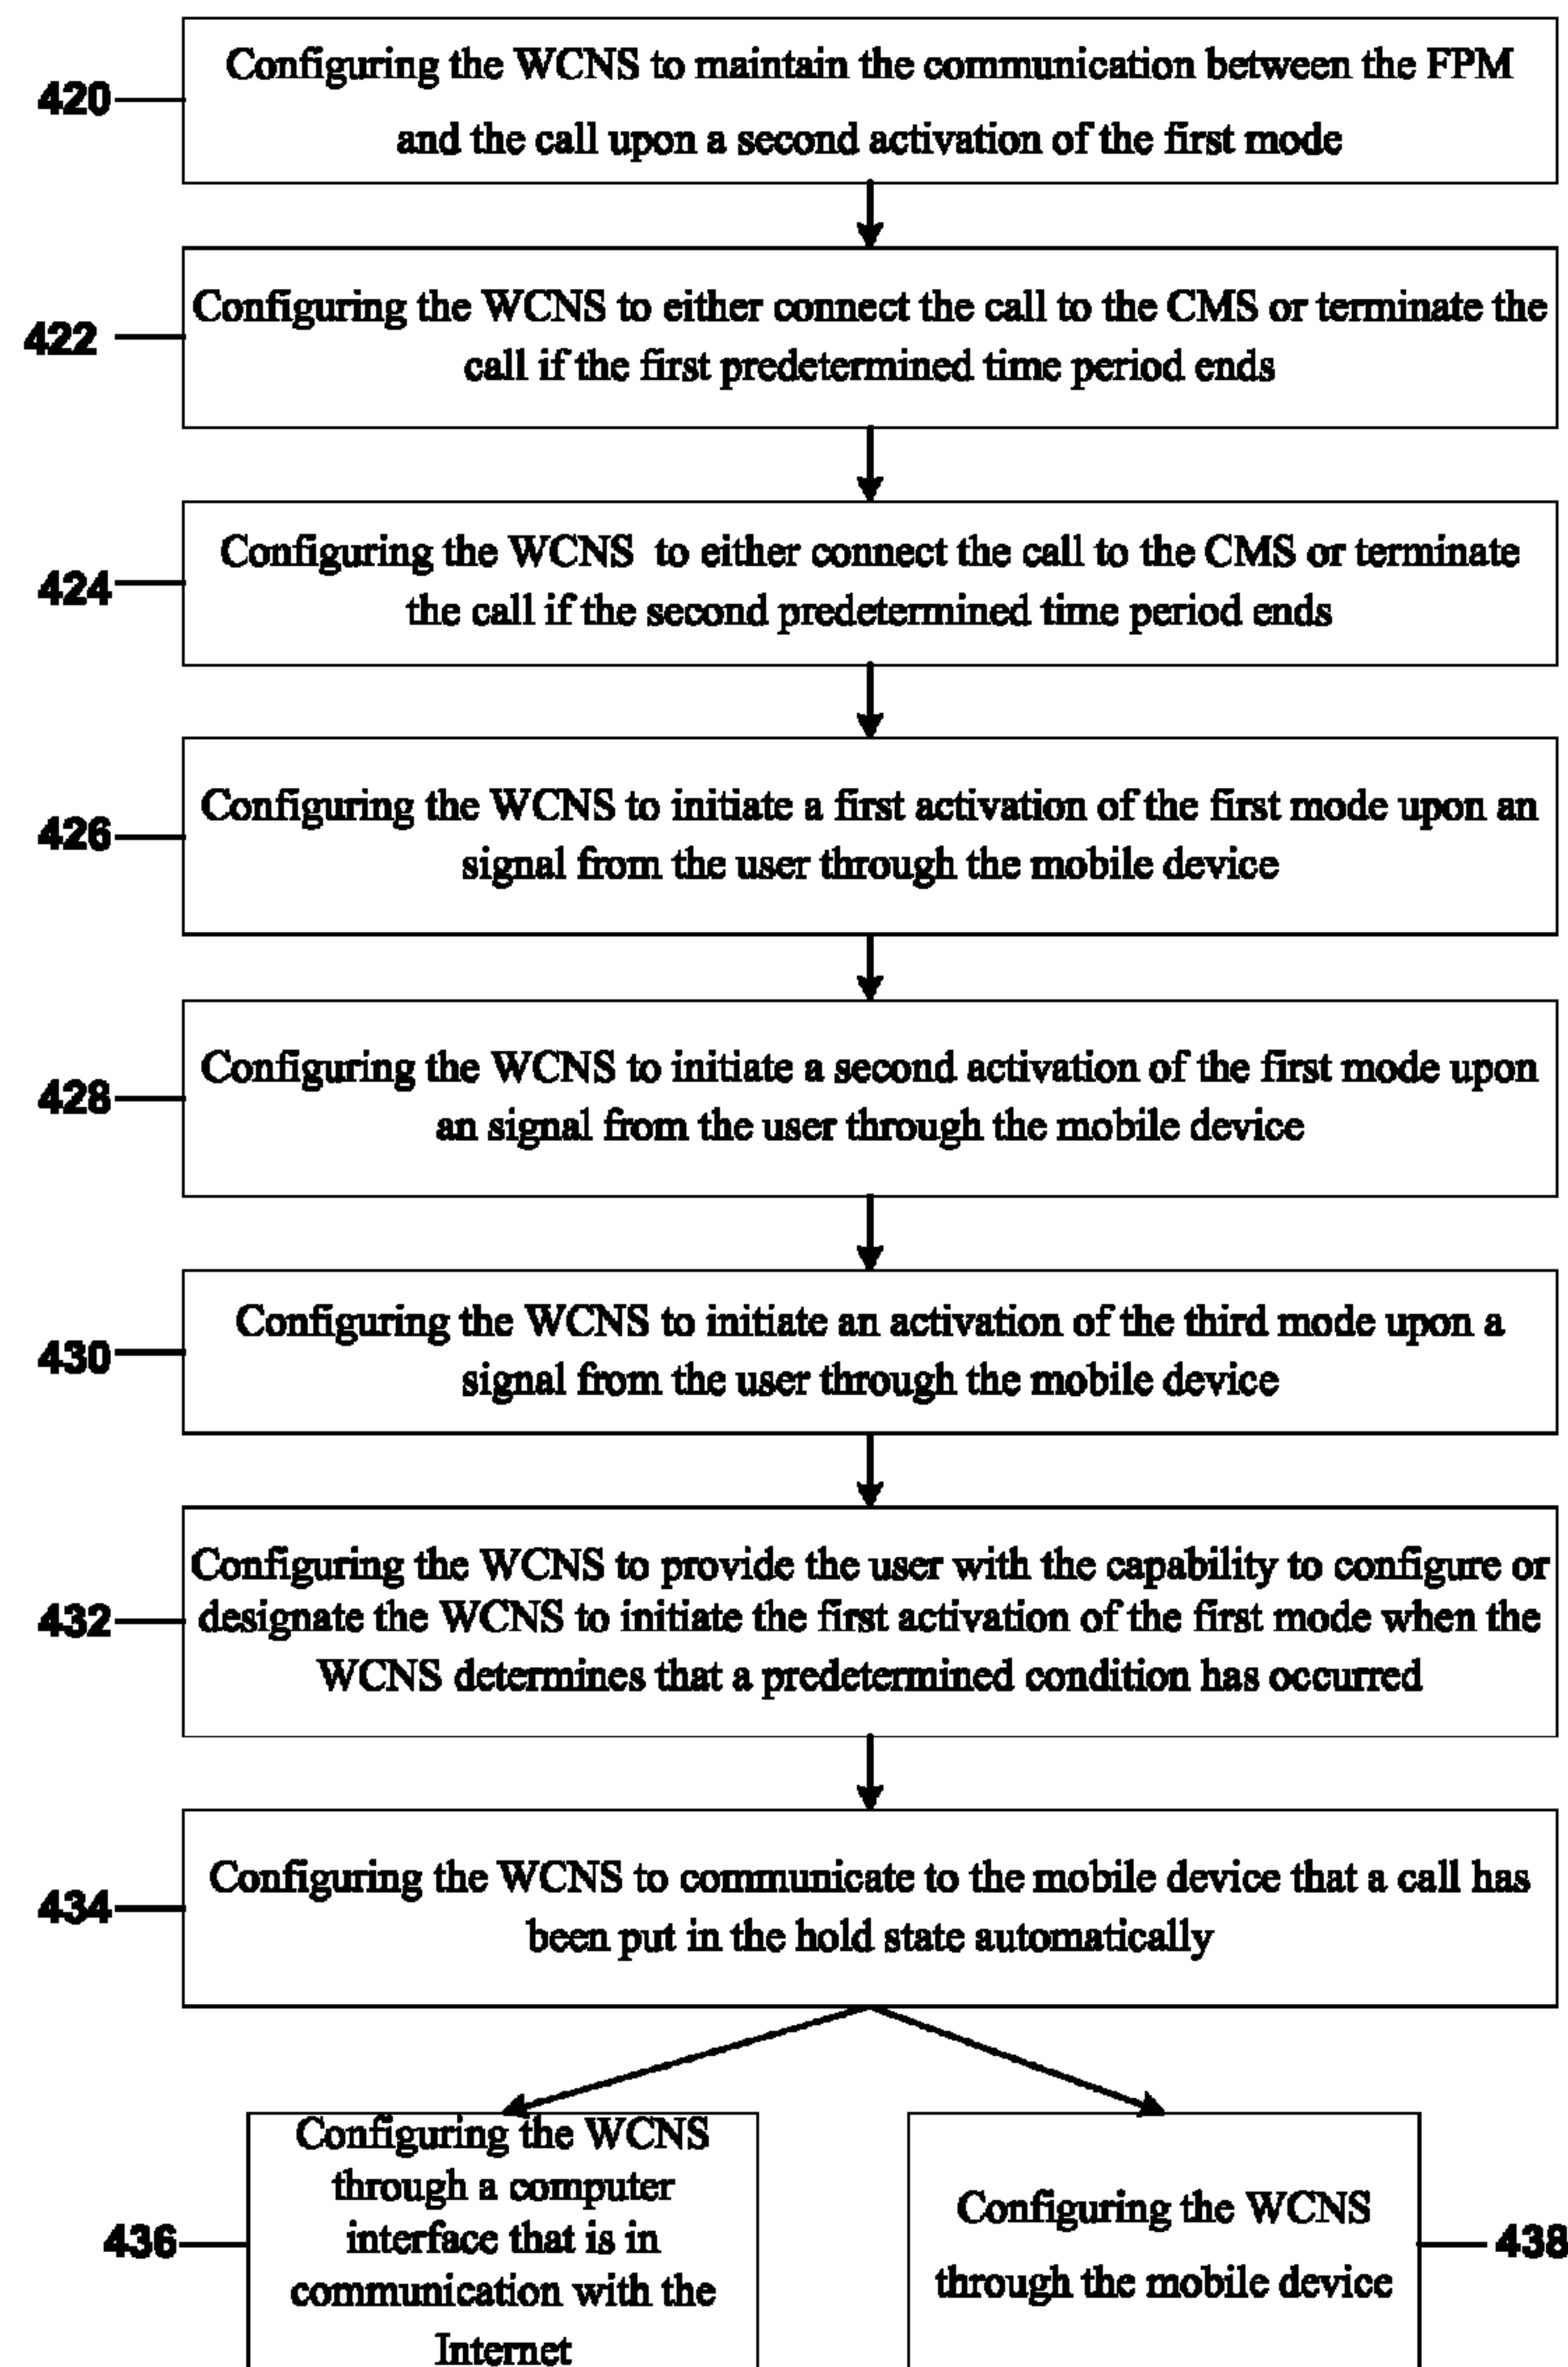 420
Configuring the WCNS to maintain the communication between the FPM
and the call upon a second activation of the first mode
422
Configuring the WCNS to either connect the call to the CMS or terminate the
call if the first predetermined time period ends
424
Configuring the WCNS to either connect the call to the CMS or terminate
the call if the second predetermined time period ends
426
Configuring the WCNS to initiate a first activation of the first mode upon an
signal from the user through the mobile device
428
Configuring the WCNS to initiate a second activation of the first mode upon
an signal from the user through the mobile device
430
Configuring the WCNS to initiate an activation of the third mode upon a
signal from the user through the mobile device
432
Configuring the WCNS to provide the user with the capability to configure or
designate the WCNS to initiate the first activation of the first mode when the
WCNS determines that a predetermined condition has occurred
434
Configuring the WCNS to communicate to the mobile device that a call has
been put in the hold state automatically
436
Configuring the WCNS
through a computer
interface that is in
communication with the
Internet
Configuring the WCNS
through the mobile device
438